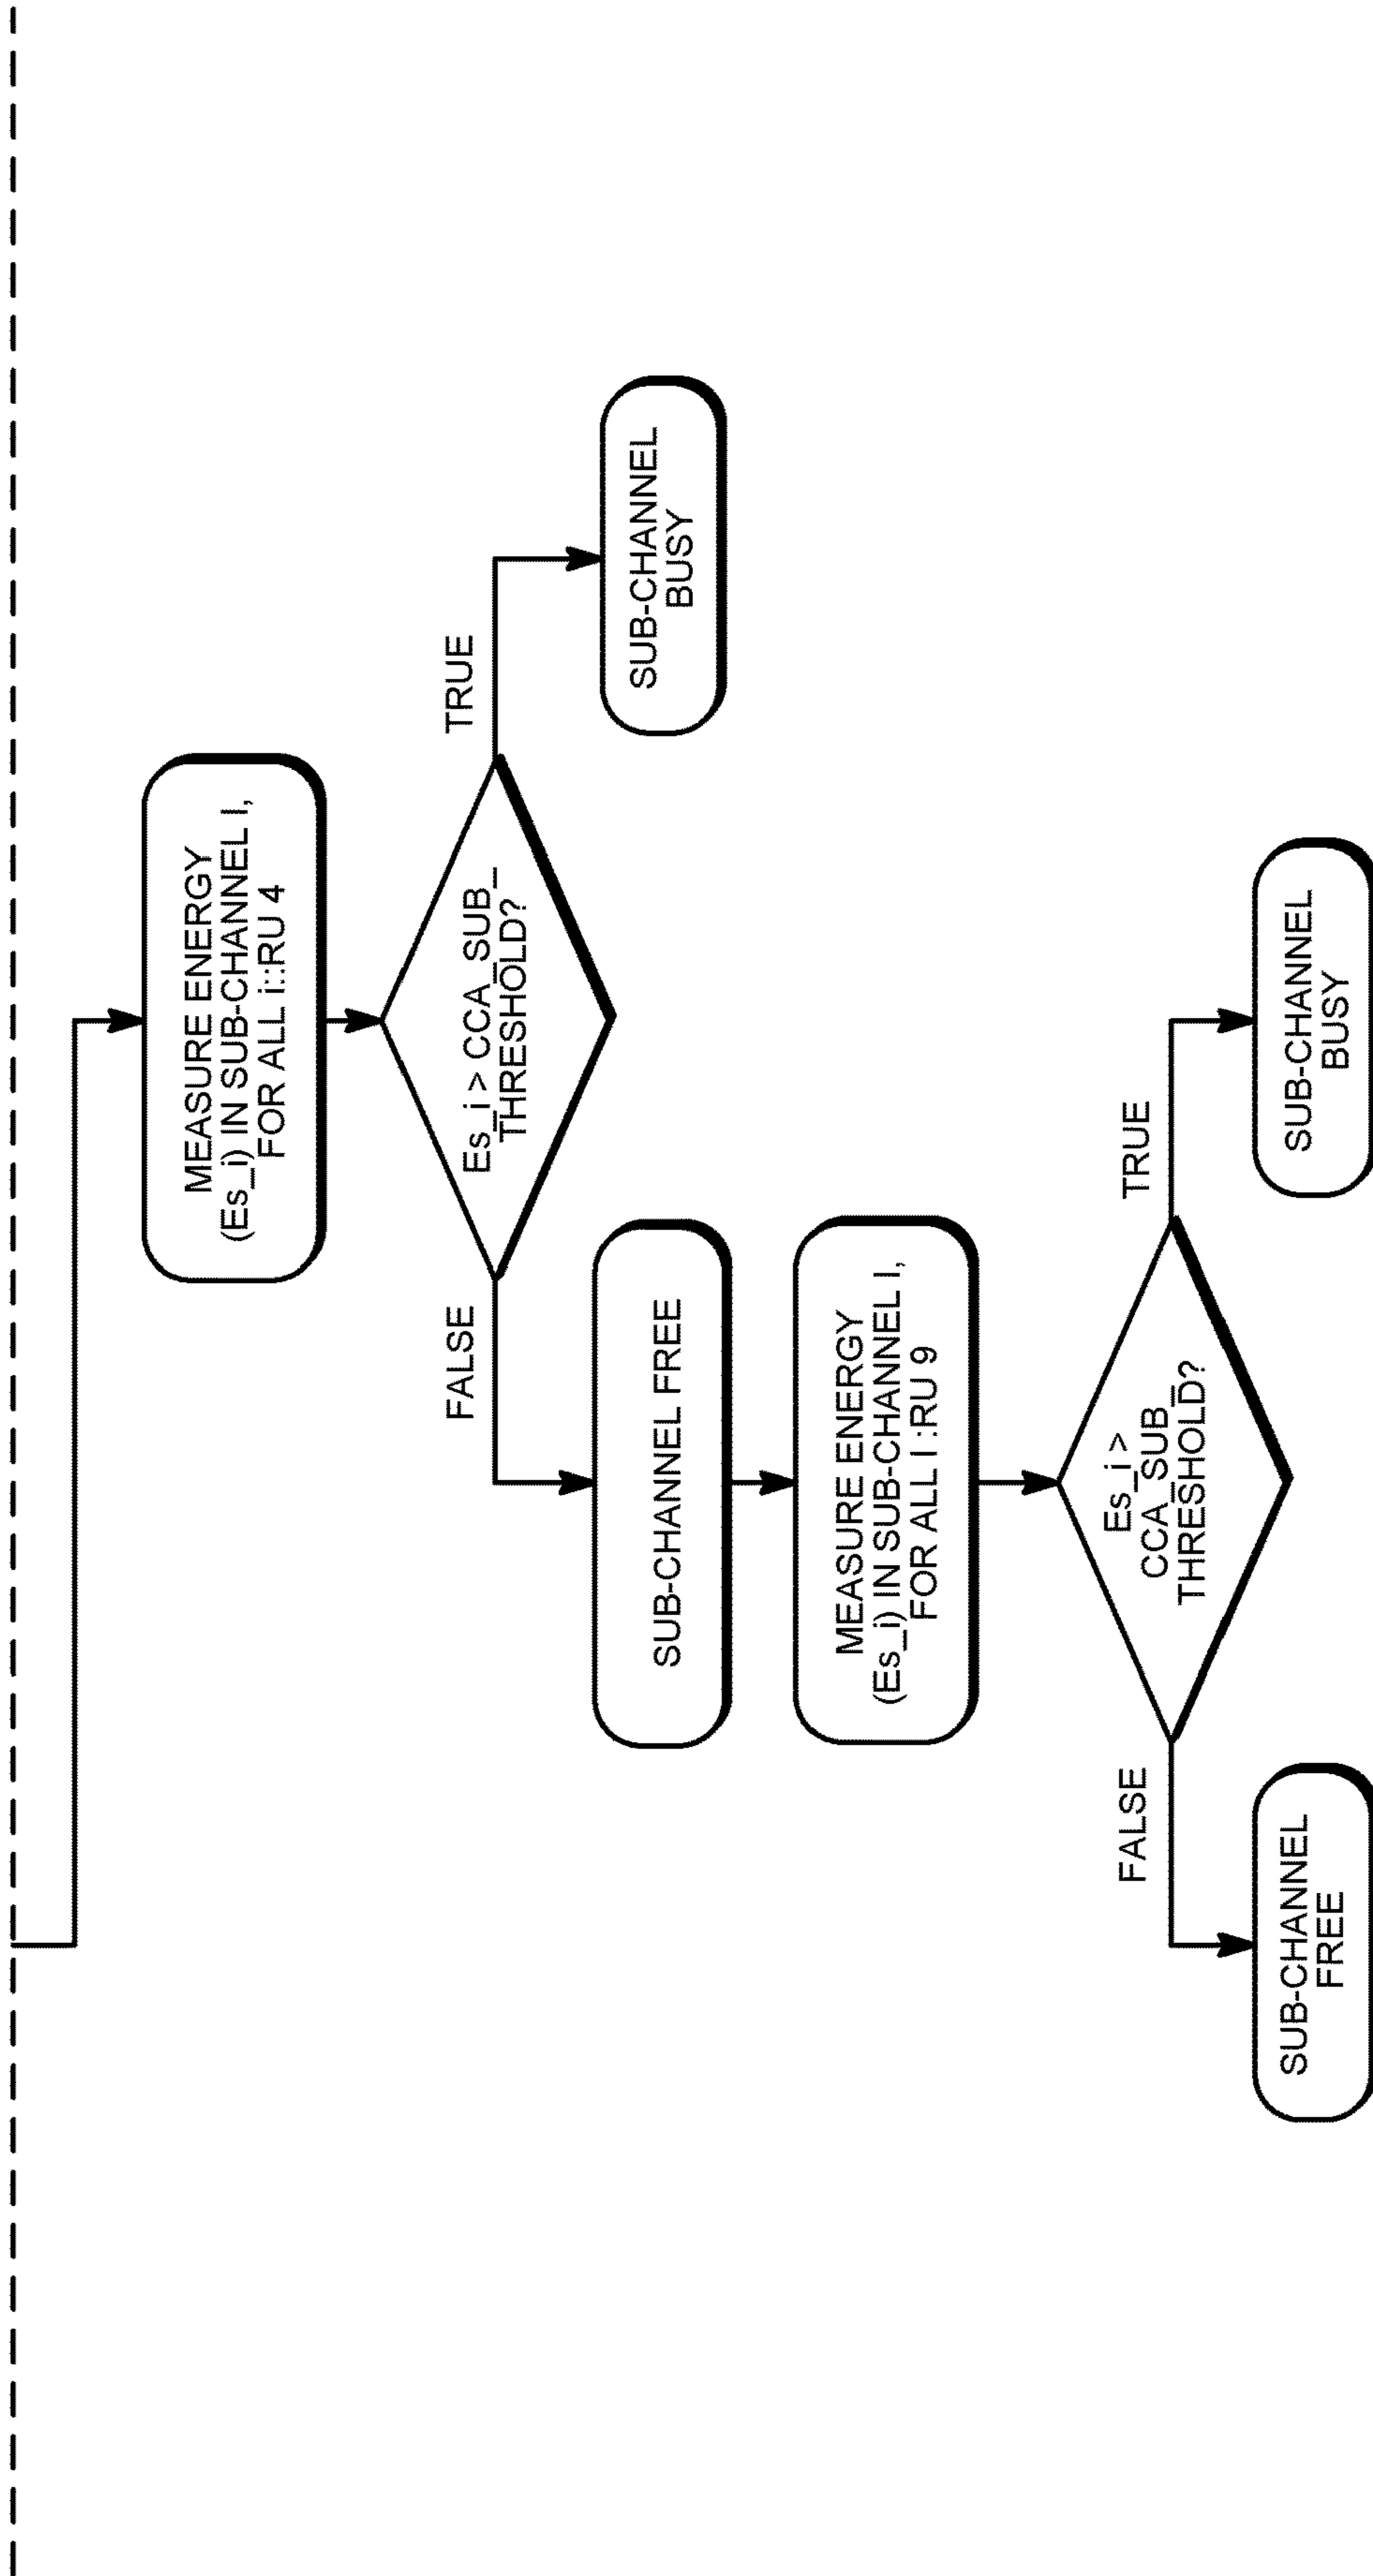 MEASURE ENERGY
(Es_i) IN SUB-CHANNEL I,
FOR ALL i::RU 4
Es_i > CCA_SUB_
THRESHOLD?
FALSE
TRUE
SUB-CHANNEL FREE
SUB-CHANNEL
BUSY
MEASURE ENERGY
(Es_i) IN SUB-CHANNEL I,
FOR ALL I :RU 9
Es_i >
CCA_SUB_
THRESHOLD?
FALSE
TRUE
SUB-CHANNEL
FREE
SUB-CHANNEL
BUSY